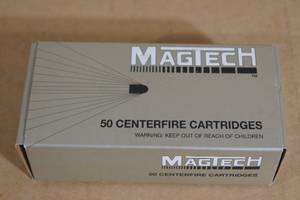 MAGTECH
50 CENTERFIRE CARTRIDGES
WARNING: KEEP OUT OF REACH OF CHILDREN
MAGTECH
50 CENTERFIRE CARTRIDGES